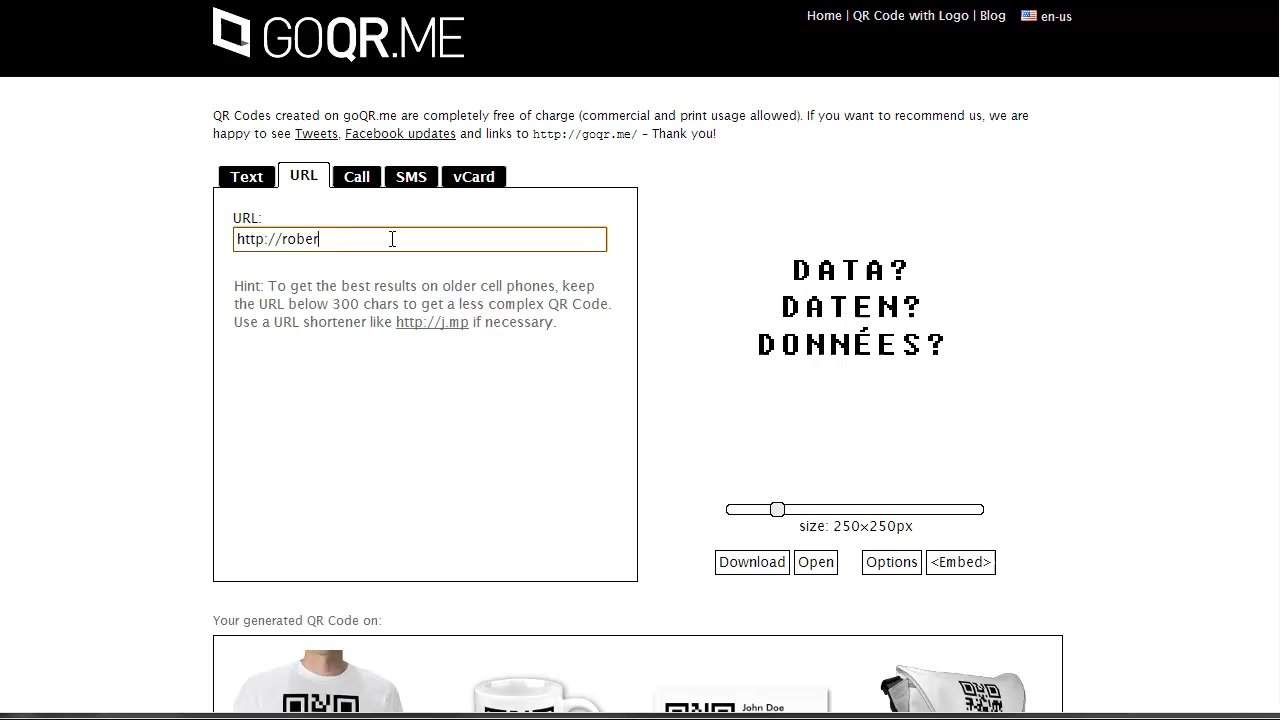 GOQR.ME
Home | QR Code with Logo | Blog en-us
QR Codes created on goQR.me are completely free of charge (commercial and print usage allowed). If you want to recommend us, we are
happy to see Tweets, Facebook updates and links to http://goqr.me/ – Thank you!
Text URL Call SMS vCard
URL:
http://rober
Hint: To get the best results on older cell phones, keep
the URL below 300 chars to get a less complex QR Code.
Use a URL shortener like http://j.mp if necessary.
DATA?
DATEN?
DONNÉES?
size: 250×250px
Download Open Options <Embed>
Your generated QR Code on:
John Doe